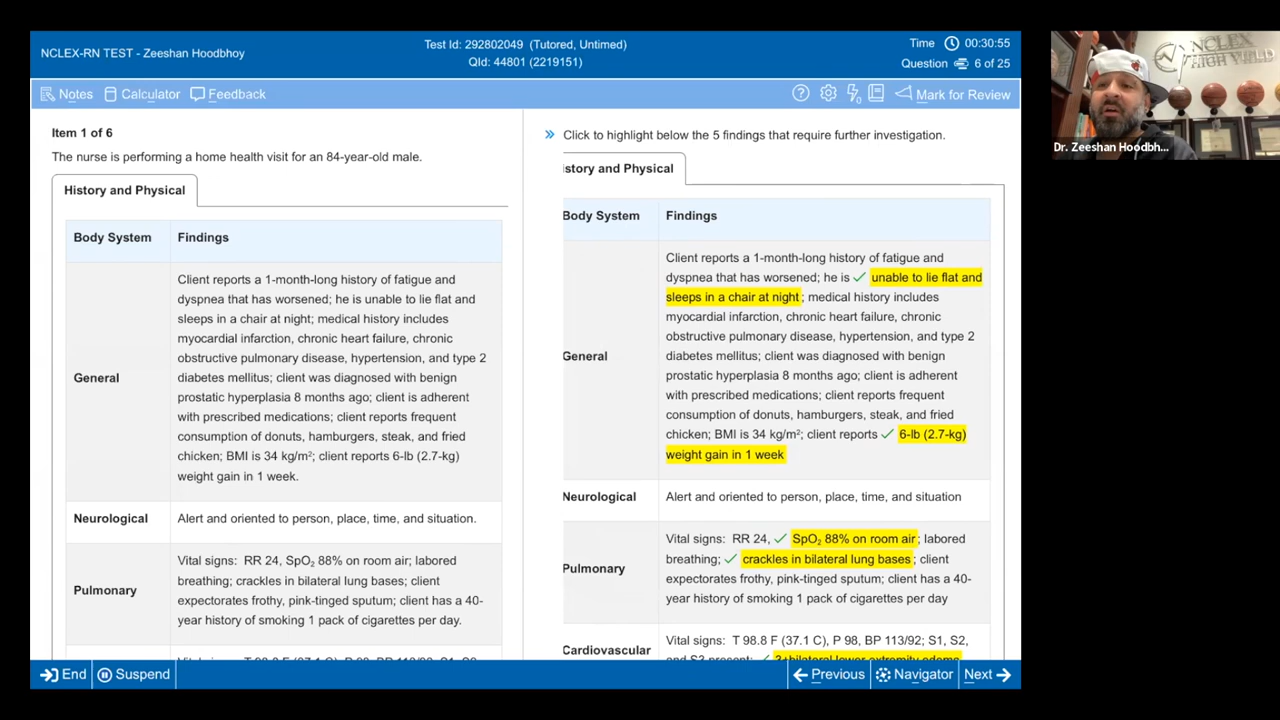 NCLEX-RN TEST - Zeeshan Hoodbhoy
Test Id: 292802049 (Tutored, Untimed)
QId: 44801 (2219151)
Time 00:30:55
Question 6 of 25
Notes Calculator Feedback
Mark for Review
Item 1 of 6
The nurse is performing a home health visit for an 84-year-old male.
History and Physical
Body System Findings
General
Client reports a 1-month-long history of fatigue and
dyspnea that has worsened; he is unable to lie flat and
sleeps in a chair at night; medical history includes
myocardial infarction, chronic heart failure, chronic
obstructive pulmonary disease, hypertension, and type 2
diabetes mellitus; client was diagnosed with benign
prostatic hyperplasia 8 months ago; client is adherent
with prescribed medications; client reports frequent
consumption of donuts, hamburgers, steak, and fried
chicken; BMI is 34 kg/m²; client reports 6-lb (2.7-kg)
weight gain in 1 week.
Neurological
Alert and oriented to person, place, time, and situation.
Pulmonary
Vital signs: RR 24, SpO₂ 88% on room air; labored
breathing; crackles in bilateral lung bases; client
expectorates frothy, pink-tinged sputum; client has a 40-
year history of smoking 1 pack of cigarettes per day.
» Click to highlight below the 5 findings that require further investigation.
istory and Physical
Body System Findings
General
Client reports a 1-month-long history of fatigue and
dyspnea that has worsened; he is ✓ unable to lie flat and
sleeps in a chair at night; medical history includes
myocardial infarction, chronic heart failure, chronic
obstructive pulmonary disease, hypertension, and type 2
diabetes mellitus; client was diagnosed with benign
prostatic hyperplasia 8 months ago; client is adherent
with prescribed medications; client reports frequent
consumption of donuts, hamburgers, steak, and fried
chicken; BMI is 34 kg/m²; client reports ✓ 6-lb (2.7-kg)
weight gain in 1 week
Neurological
Alert and oriented to person, place, time, and situation
Pulmonary
Vital signs: RR 24, ✓ SpO₂ 88% on room air; labored
breathing; ✓ crackles in bilateral lung bases; client
expectorates frothy, pink-tinged sputum; client has a 40-
year history of smoking 1 pack of cigarettes per day
Cardiovascular
Vital signs: T 98.8 F (37.1 C), P 98, BP 113/92; S1, S2,
and S3 present; ✓ 3+bilateral lower extremity edema
End Suspend
Previous Navigator Next
NCLEX
HIGH YIELD
Dr. Zeeshan Hoodbh...